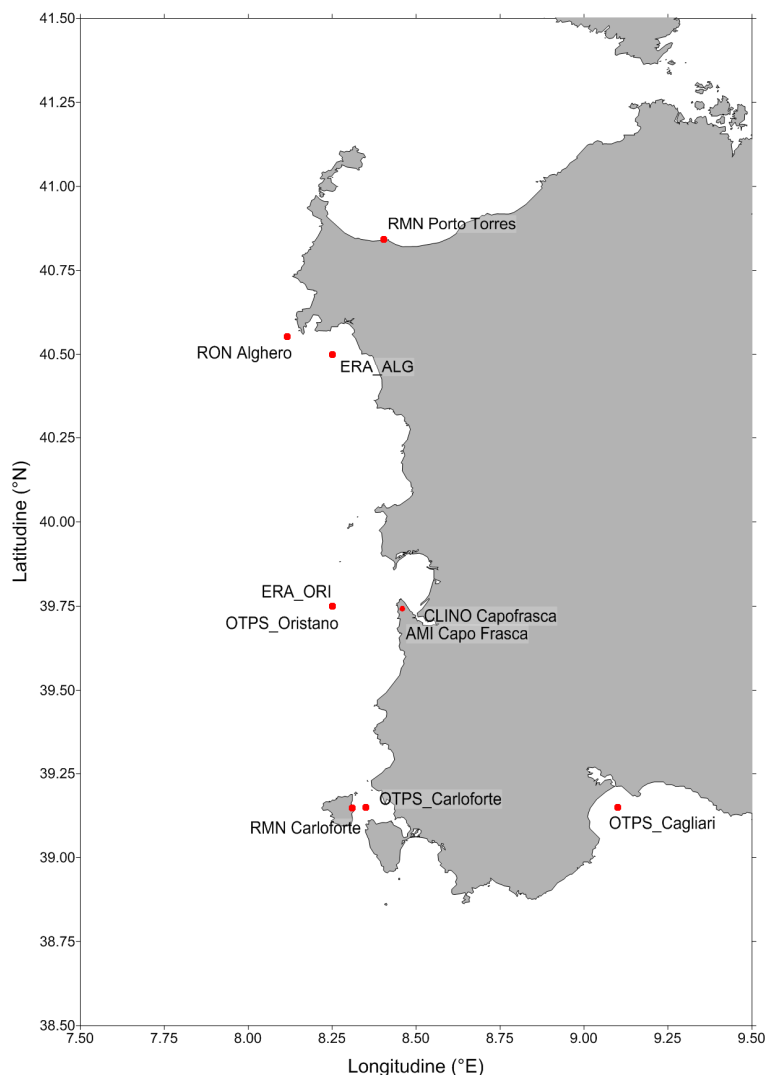 41.50
41.25
41.00
40.75
40.50
40.25
40.00
39.75
39.50
39.25
39.00
38.75
38.50
Latitudine (°N)
RMN Porto Torres
RON Alghero
ERA_ALG
ERA_ORI
OTPS_Oristano
CLINO Capofrasca
AMI Capo Frasca
OTPS_Carloforte
RMN Carloforte
OTPS_Cagliari
7.50 7.75 8.00 8.25 8.50 8.75 9.00 9.25 9.50
Longitudine (°E)